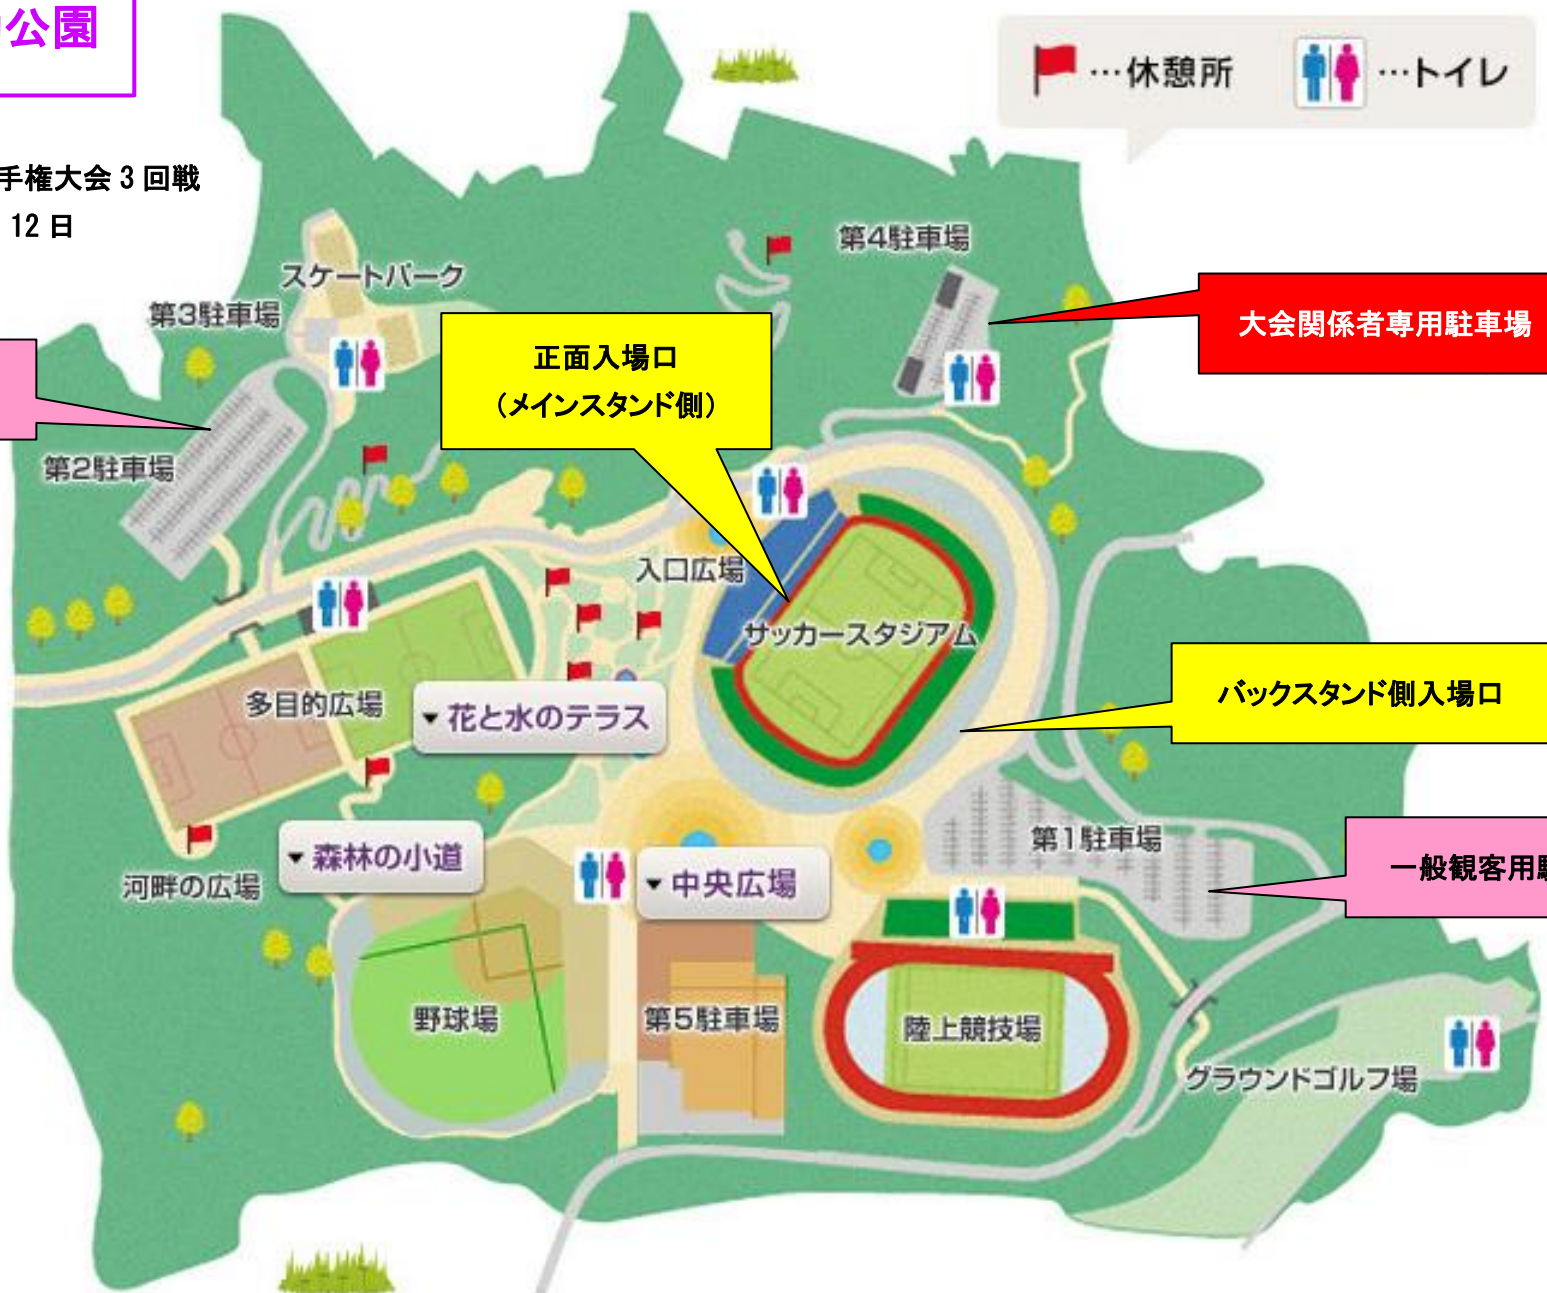 公園
…休憩所
…トイレ
手権大会 3 回戦
12 日
第4駐車場
スケートパーク
第3駐車場
大会関係者専用駐車場
正面入場口
（メインスタンド側）
第2駐車場
入口広場
サッカースタジアム
バックスタンド側入場口
多目的広場
▼花と水のテラス
第1駐車場
▼森林の小道
一般観客用
河畔の広場
▼中央広場
野球場
第5駐車場
陸上競技場
グラウンドゴルフ場